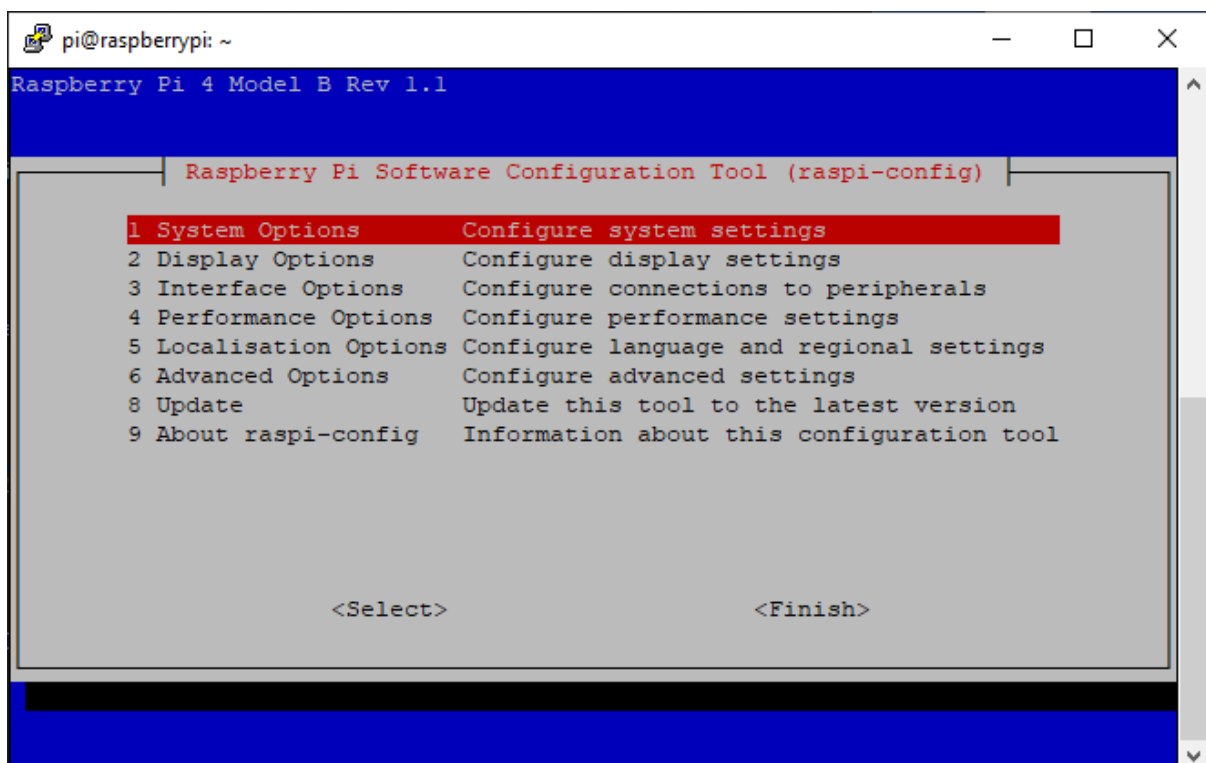 pi@raspberrypi: ~
Raspberry Pi 4 Model B Rev 1.1
Raspberry Pi Software Configuration Tool (raspi-config)
1 System Options Configure system settings
2 Display Options Configure display settings
3 Interface Options Configure connections to peripherals
4 Performance Options Configure performance settings
5 Localisation Options Configure language and regional settings
6 Advanced Options Configure advanced settings
8 Update Update this tool to the latest version
9 About raspi-config Information about this configuration tool
<Select> <Finish>